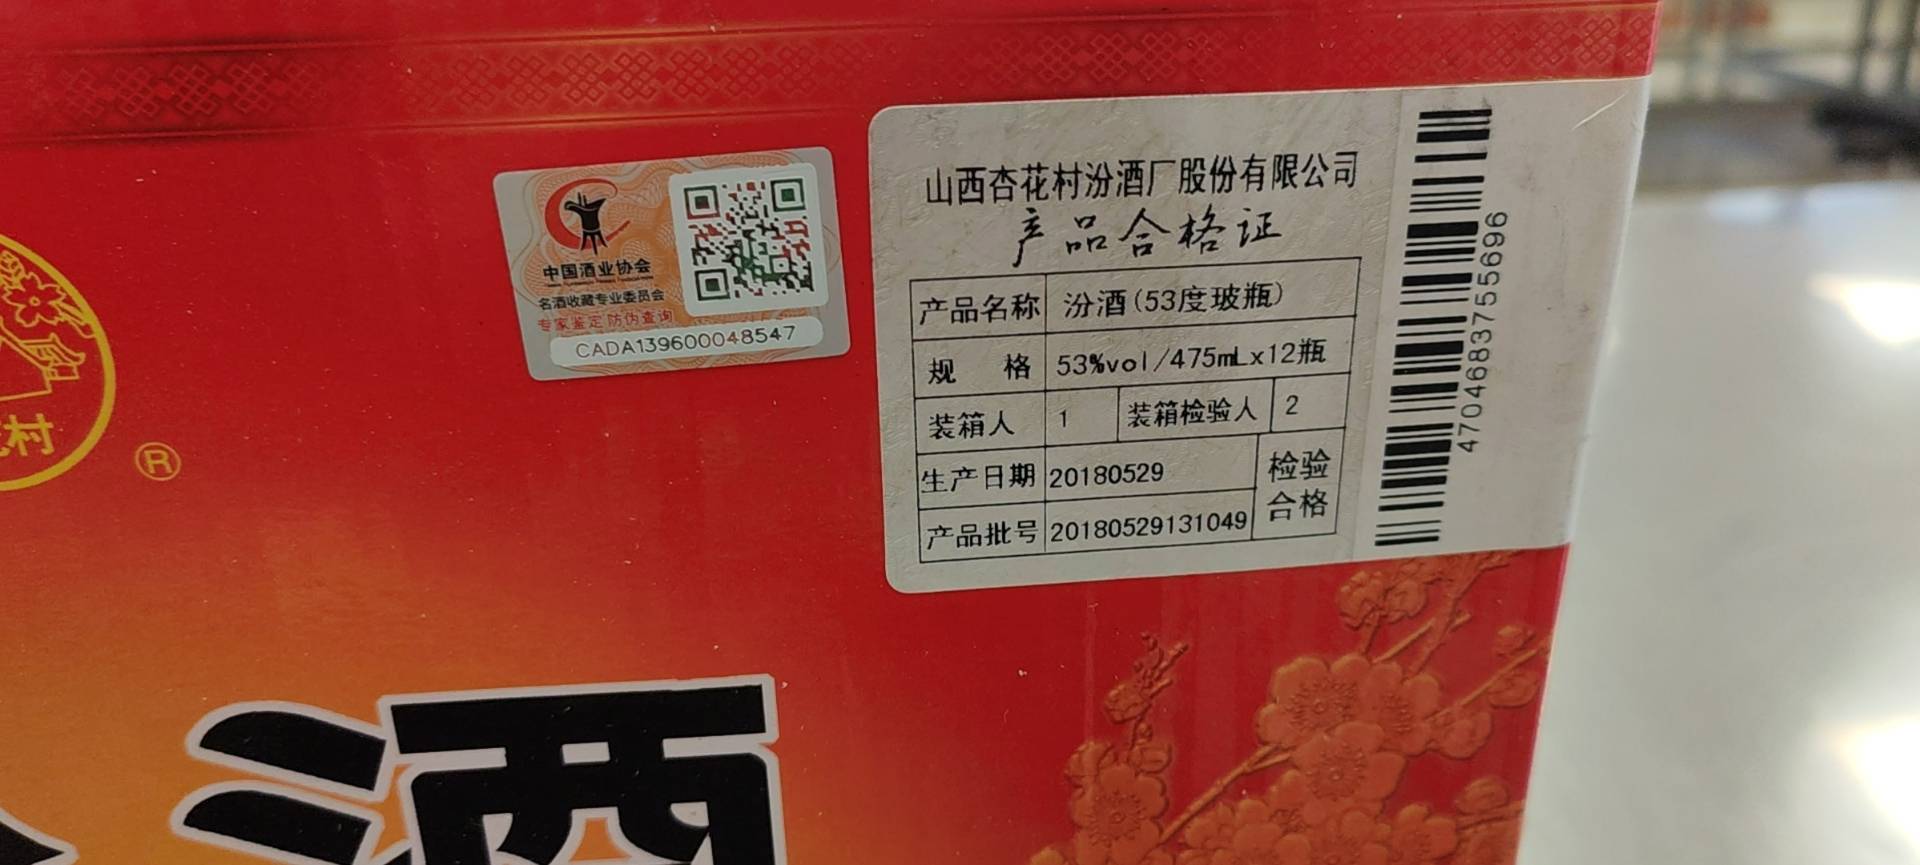 村
®
中国酒业协会
名酒收藏专业委员会
专家鉴定 防伪查询
CADA139600048547
山西杏花村汾酒厂股份有限公司
产品合格证
产品名称 汾酒(53度玻瓶)
规 格 53%vol/475mLx12瓶
装箱人 1 装箱检验人 2
生产日期 20180529 检验
产品批号 20180529131049 合格
4704683755696
酒